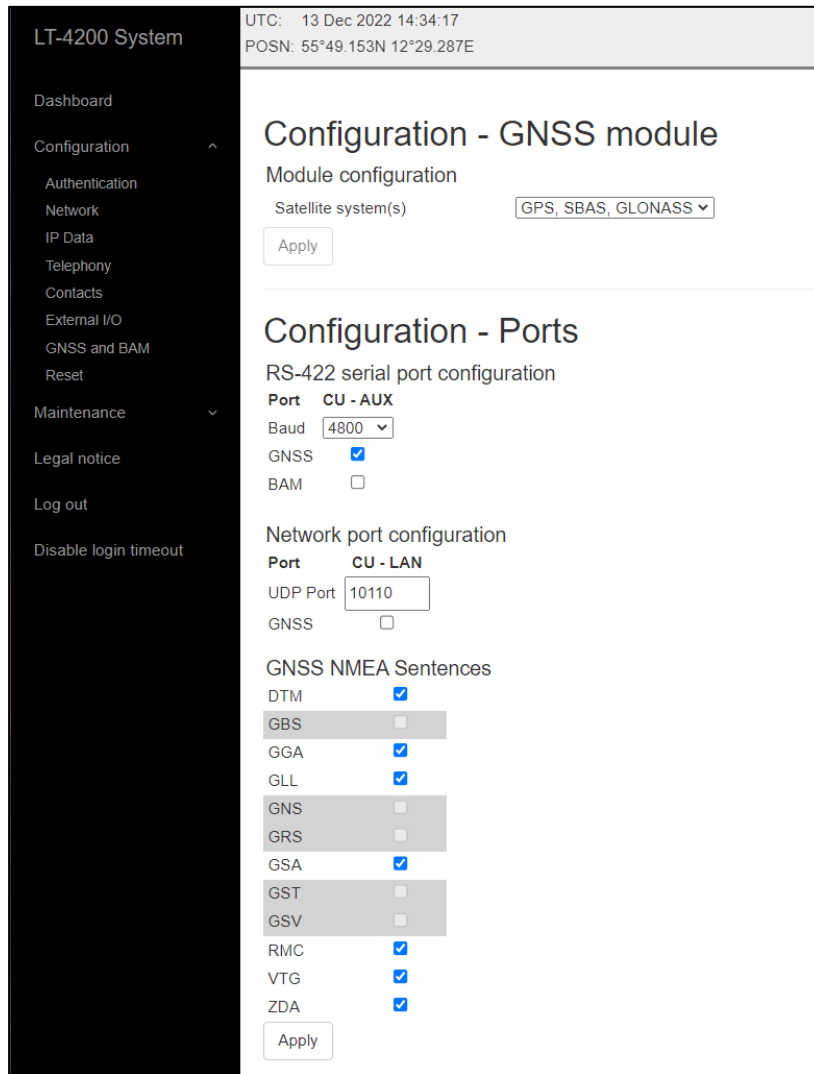 LT-4200 System
Dashboard
Configuration
Authentication
Network
IP Data
Telephony
Contacts
External I/O
GNSS and BAM
Reset
Maintenance
Legal notice
Log out
Disable login timeout
UTC: 13 Dec 2022 14:34:17
POSN: 55°49.153N 12°29.287E
Configuration - GNSS module
Module configuration
Satellite system(s) GPS, SBAS, GLONASS
Apply
Configuration - Ports
RS-422 serial port configuration
Port CU - AUX
Baud 4800
GNSS
BAM
Network port configuration
Port CU - LAN
UDP Port 10110
GNSS
GNSS NMEA Sentences
DTM
GBS
GGA
GLL
GNS
GRS
GSA
GST
GSV
RMC
VTG
ZDA
Apply